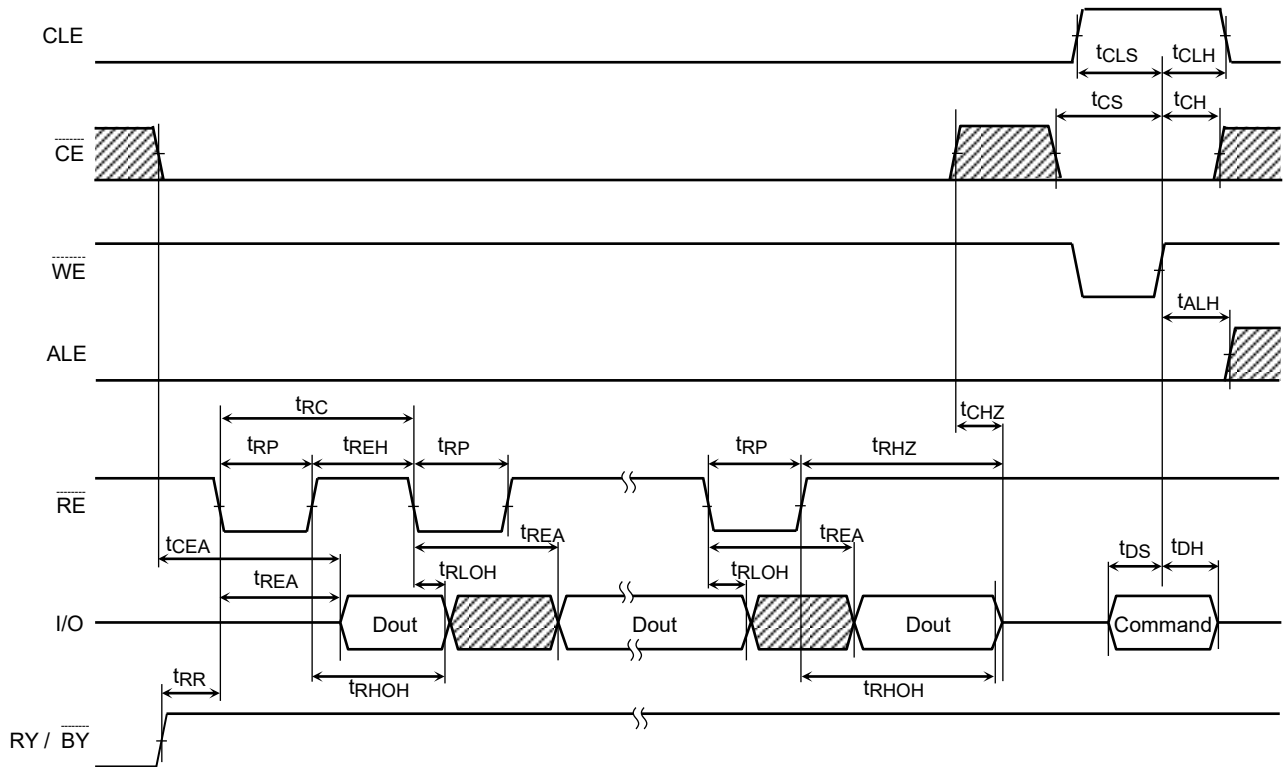 CLE
tCLS tCLH
tCS tCH
CE
WE
tALH
ALE
tRC
tCHZ
tRP tREH tRP tRP tRHZ
RE
tCEA tREA tREA
tDS tDH
tREA tRLOH tRLOH
I/O Dout Dout Dout Command
tRR tRHOH tRHOH
RY / BY